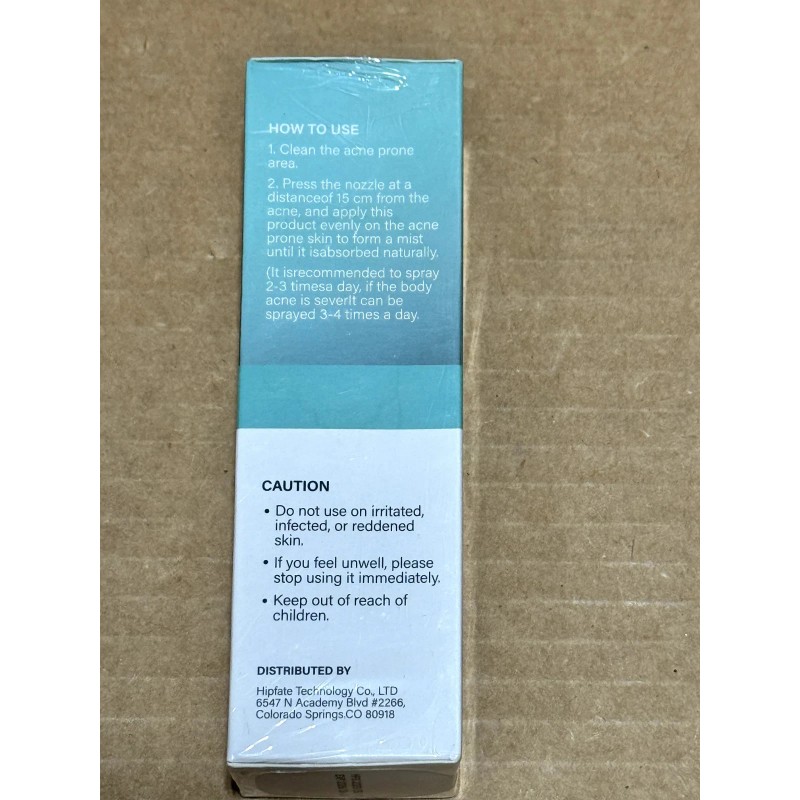 HOW TO USE
1. Clean the acne prone
area.
2. Press the nozzle at a
distanceof 15 cm from the
acne, and apply this
product evenly on the acne
prone skin to form a mist
until it isabsorbed naturally.
(It isrecommended to spray
2-3 timesa day, if the body
acne is severIt can be
sprayed 3-4 times a day.
CAUTION
• Do not use on irritated,
infected, or reddened
skin.
• If you feel unwell, please
stop using it immediately.
• Keep out of reach of
children.
DISTRIBUTED BY
Hipfate Technology Co., LTD
6547 N Academy Blvd #2266,
Colorado Springs.CO 80918